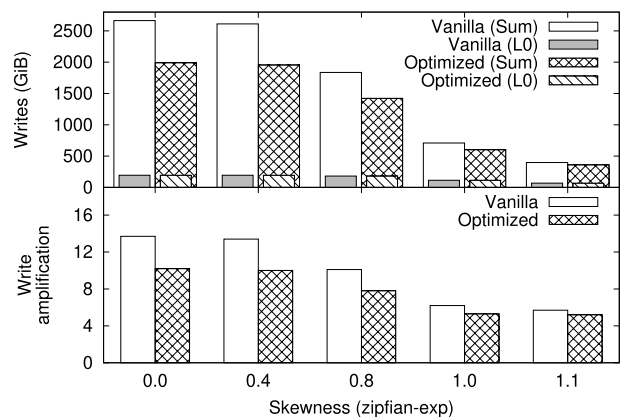 Writes (GiB)
2500
2000
1500
1000
500
0
Vanilla (Sum)
Vanilla (L0)
Optimized (Sum)
Optimized (L0)
Write
amplification
16
12
8
4
0
Vanilla
Optimized
0.0 0.4 0.8 1.0 1.1
Skewness (zipfian-exp)